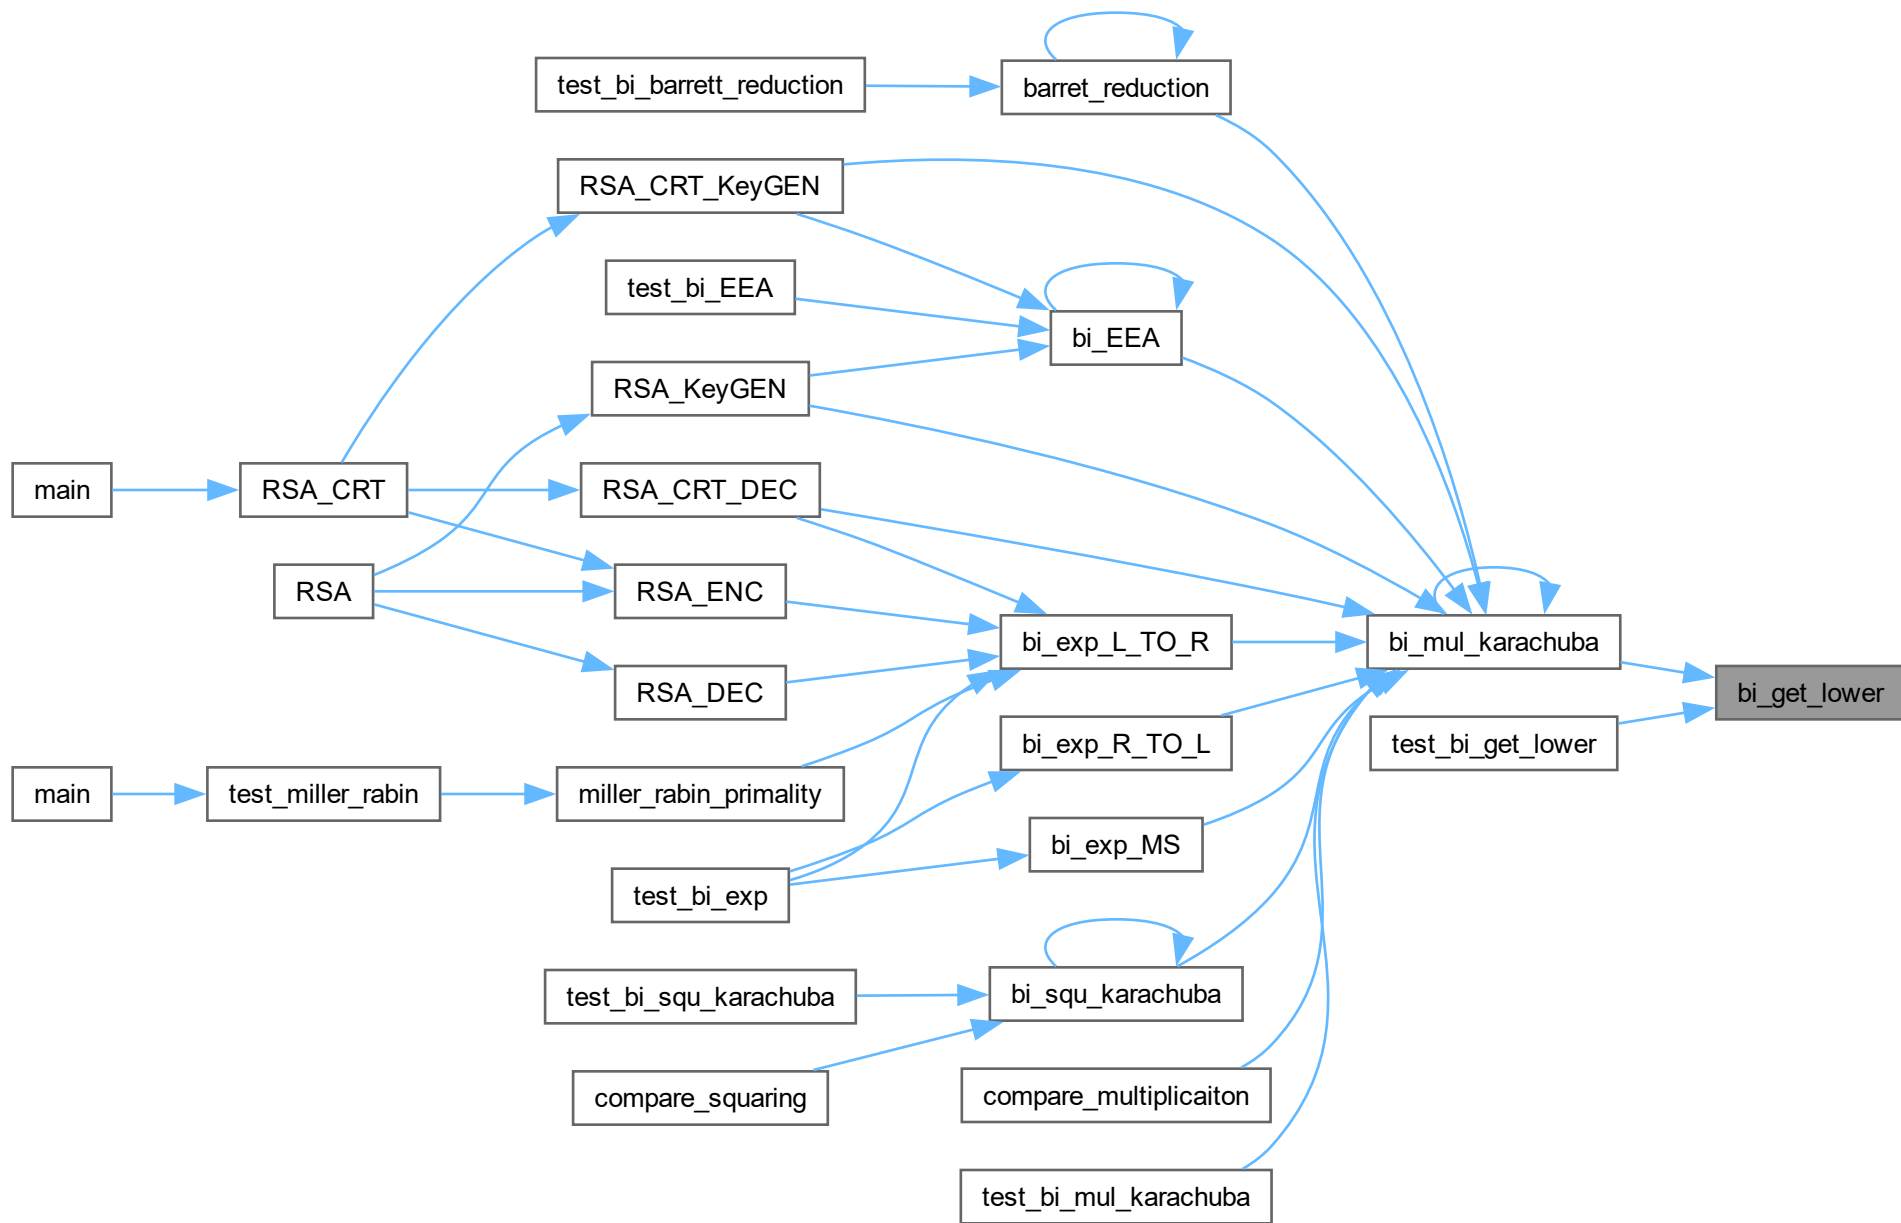 test_bi_barrett_reduction
barret_reduction
RSA_CRT_KeyGEN
test_bi_EEA
bi_EEA
RSA_KeyGEN
main
RSA_CRT
RSA_CRT_DEC
RSA
RSA_ENC
bi_exp_L_TO_R
bi_mul_karachuba
RSA_DEC
bi_get_lower
bi_exp_R_TO_L
test_bi_get_lower
main
test_miller_rabin
miller_rabin_primality
bi_exp_MS
test_bi_exp
test_bi_squ_karachuba
bi_squ_karachuba
compare_squaring
compare_multiplicaiton
test_bi_mul_karachuba